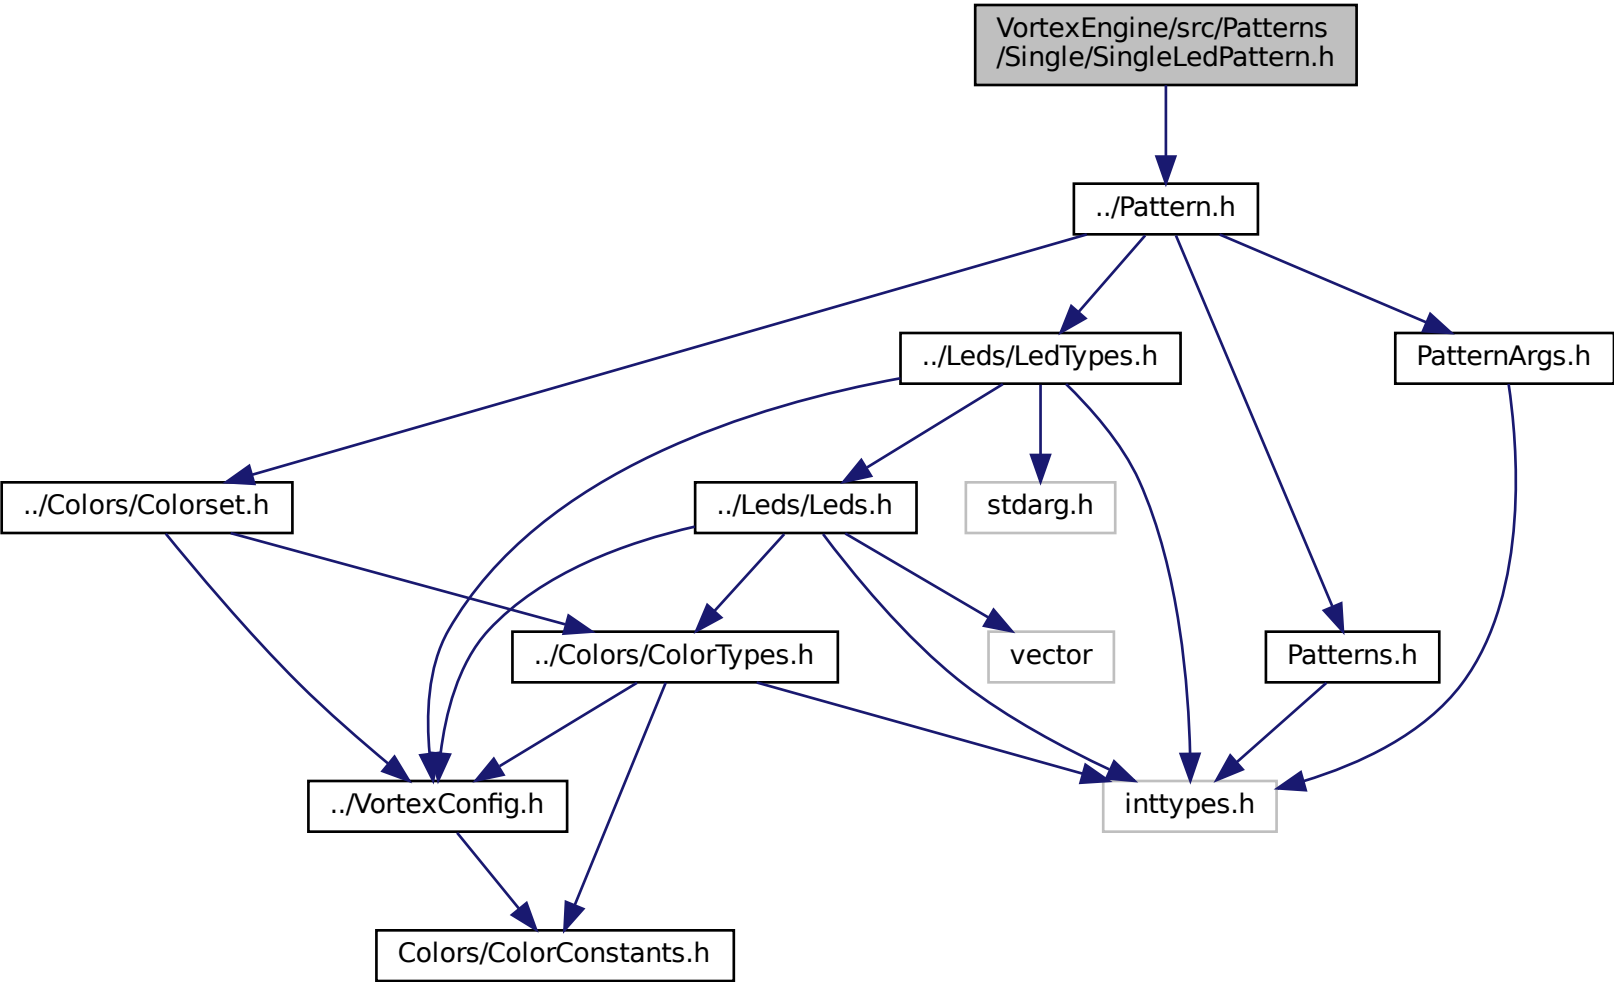 VortexEngine/src/Patterns
/Single/SingleLedPattern.h
../Pattern.h
../Leds/LedTypes.h
PatternArgs.h
../Colors/Colorset.h
../Leds/Leds.h
stdarg.h
../Colors/ColorTypes.h
vector
Patterns.h
../VortexConfig.h
inttypes.h
Colors/ColorConstants.h